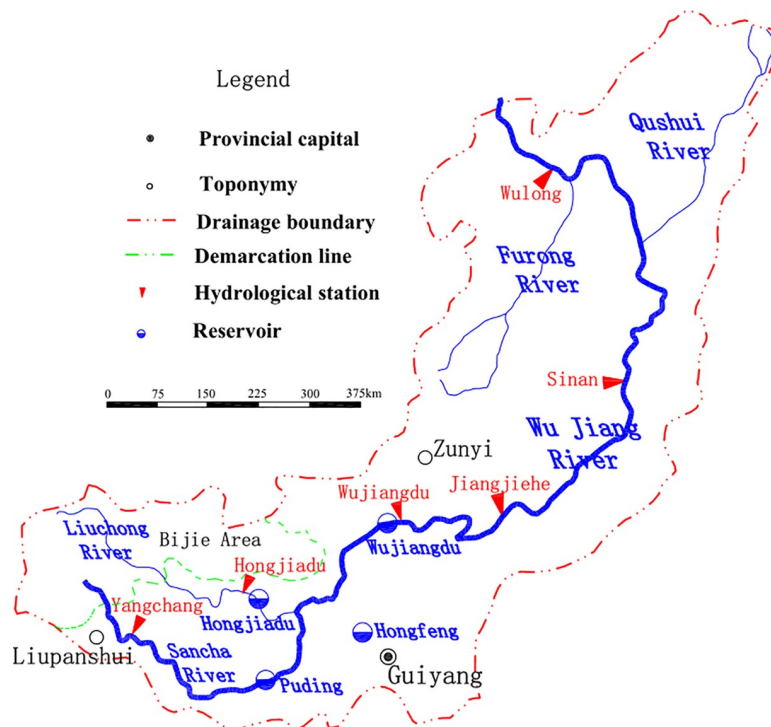 Legend
Provincial capital
Toponymy
Drainage boundary
Demarcation line
Hydrological station
Reservoir
0 75 150 225 300 375km
Qushui
River
Wulong
Furong
River
Sinan
Wu Jiang
River
Zunyi
Jiangjiehe
Wujiangdu
Wujiangdu
Liuchong
River
Bijie Area
Hongjiadu
Hongjiadu
Yangchang
Hongfeng
Liupanshui
Sancha
River
Puding
Guiyang